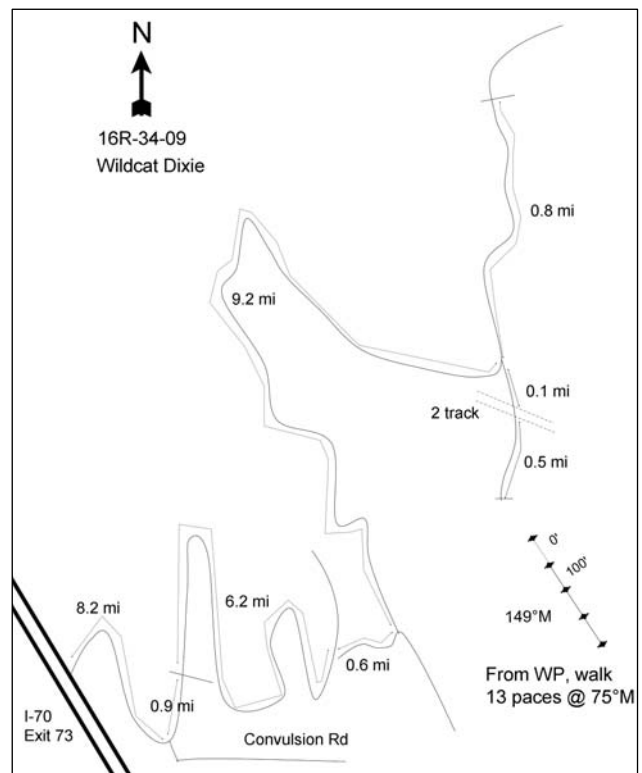 N
16R-34-09
Wildcat Dixie
0.8 mi
9.2 mi
0.1 mi
2 track
0.5 mi
0'
100'
149°M
8.2 mi
6.2 mi
0.6 mi
From WP, walk
13 paces @ 75°M
0.9 mi
I-70
Exit 73
Convulsion Rd